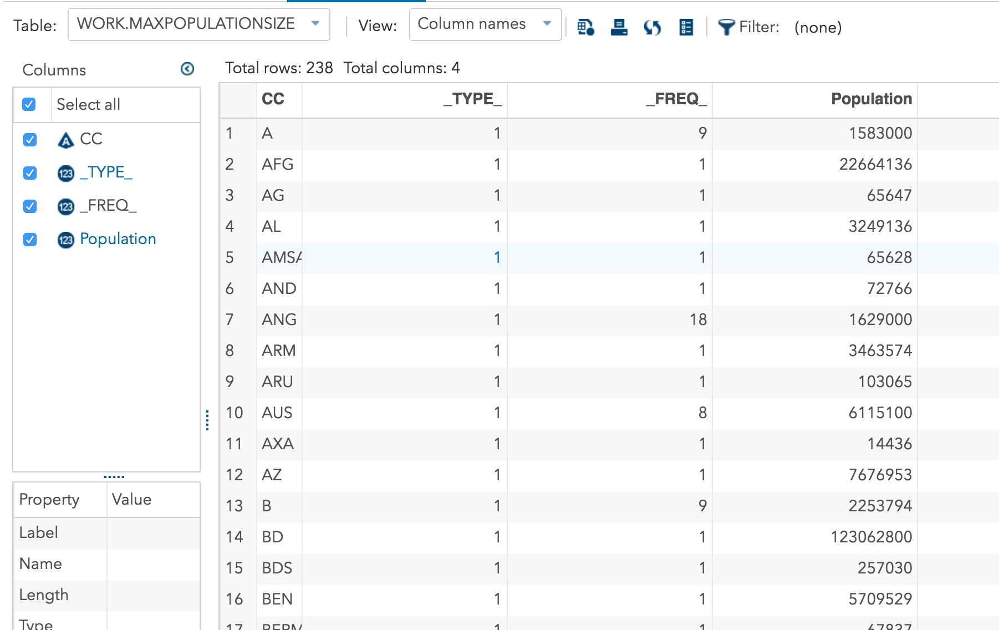 Table: WORK.MAXPOPULATIONSIZE View: Column names Filter: (none)
Columns
Select all
CC
_TYPE_
_FREQ_
Population
Property Value
Label
Name
Length
Type
Total rows: 238 Total columns: 4
CC _TYPE_ _FREQ_ Population
1 A 1 9 1583000
2 AFG 1 1 22664136
3 AG 1 1 65647
4 AL 1 1 3249136
5 AMSA 1 1 65628
6 AND 1 1 72766
7 ANG 1 18 1629000
8 ARM 1 1 3463574
9 ARU 1 1 103065
10 AUS 1 8 6115100
11 AXA 1 1 14436
12 AZ 1 1 7676953
13 B 1 9 2253794
14 BD 1 1 123062800
15 BDS 1 1 257030
16 BEN 1 1 5709529
17 BERM 1 1 67837